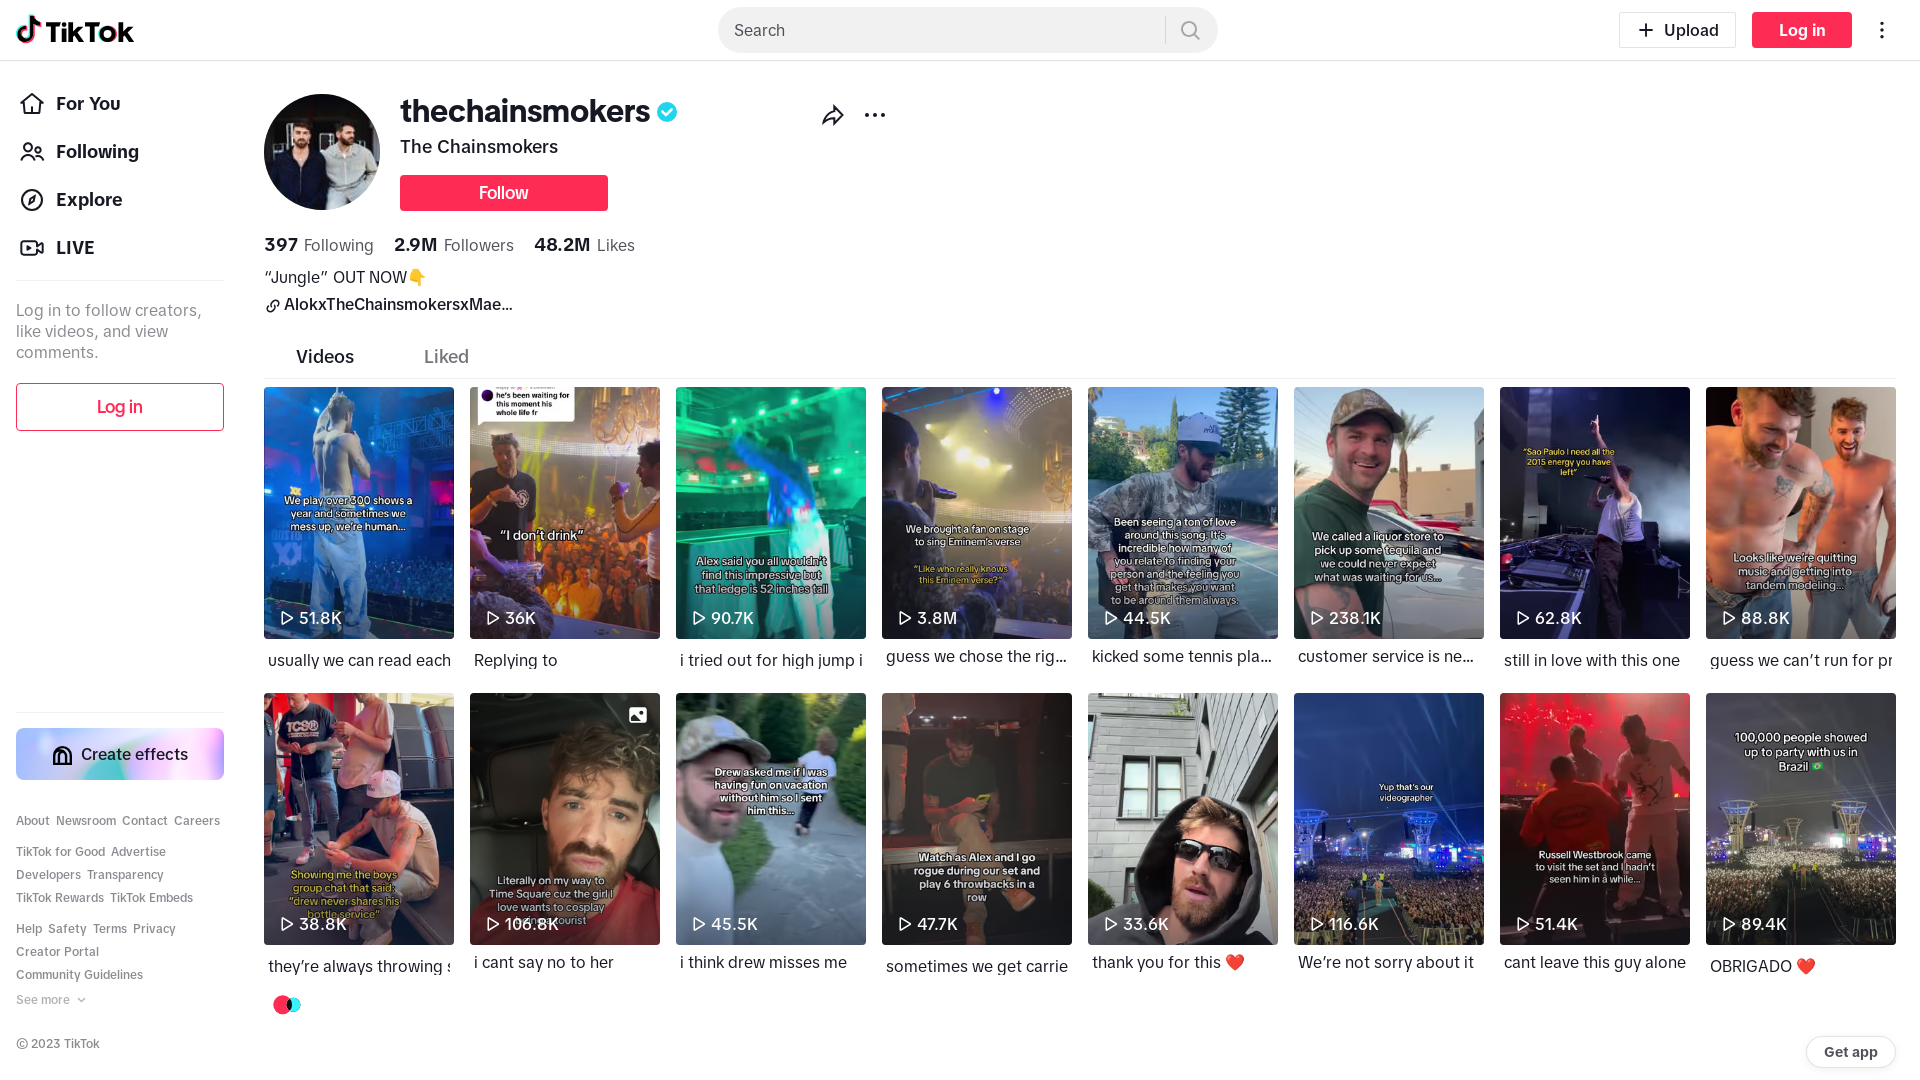 TikTok
Search
Upload
Log in
For You
Following
Explore
LIVE
Log in to follow creators,
like videos, and view
comments.
Log in
Create effects
About Newsroom Contact Careers
TikTok for Good Advertise
Developers Transparency
TikTok Rewards TikTok Embeds
Help Safety Terms Privacy
Creator Portal
Community Guidelines
See more
© 2023 TikTok
thechainsmokers
The Chainsmokers
Follow
397 Following 2.9M Followers 48.2M Likes
“Jungle” OUT NOW👇
AlokxTheChainsmokersxMae...
Videos
Liked
We play over 300 shows a
year and sometimes we
mess up, we're human...
51.8K
usually we can read each
he's been waiting for
this moment his
whole life fr
"I don't drink"
36K
Replying to
Alex said you all wouldn't
find this impressive but
that ledge is 52 inches tall
90.7K
i tried out for high jump i
We brought a fan on stage
to sing Eminem's verse
"Like who really knows
this Eminem verse?"
3.8M
guess we chose the rig...
Been seeing a ton of love
around this song. It's
incredible how many of
you relate to finding your
person and the feeling you
get that makes you want
to be around them always.
44.5K
kicked some tennis pla...
We called a liquor store to
pick up some tequila and
we could never expect
what was waiting for us...
238.1K
customer service is ne...
"Sao Paulo I need all the
2015 energy you have
left"
62.8K
still in love with this one
Looks like we're quitting
music and getting into
tandem modeling...
88.8K
guess we can’t run for pr
TCS®
Showing me the boys
group chat that said:
"drew never shares his
bottle service"
38.8K
they’re always throwing s
Literally on my way to
Time Square cuz the girl I
love wants to cosplay
being a tourist
106.8K
i cant say no to her
Drew asked me if I was
having fun on vacation
without him so I sent
him this...
45.5K
i think drew misses me
Watch as Alex and I go
rogue during our set and
play 6 throwbacks in a
row
47.7K
sometimes we get carrie
33.6K
thank you for this ❤️
Yup that's our
videographer
116.6K
We’re not sorry about it
Russell Westbrook came
to visit the set and I hadn't
seen him in a while...
51.4K
cant leave this guy alone
100,000 people showed
up to party with us in
Brazil 🇧🇷
89.4K
OBRIGADO ❤️
Get app